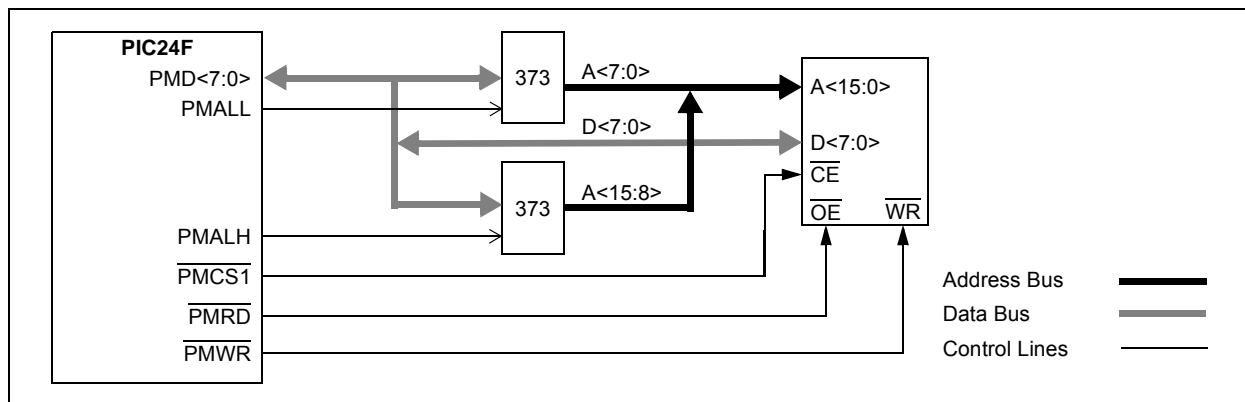 PIC24F
PMD<7:0>
PMALL
PMALH
PMCS1
PMRD
PMWR
373
A<7:0>
D<7:0>
373
A<15:8>
A<15:0>
D<7:0>
CE
OE WR
Address Bus
Data Bus
Control Lines